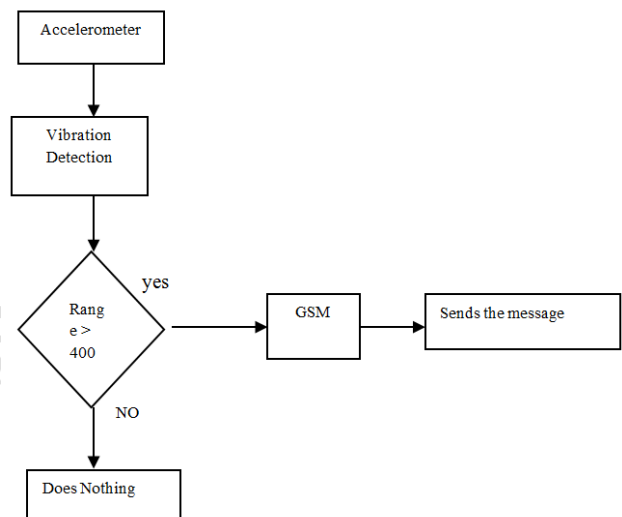 Accelerometer
Vibration
Detection
yes
Rang
e >
400
GSM
Sends the message
NO
Does Nothing